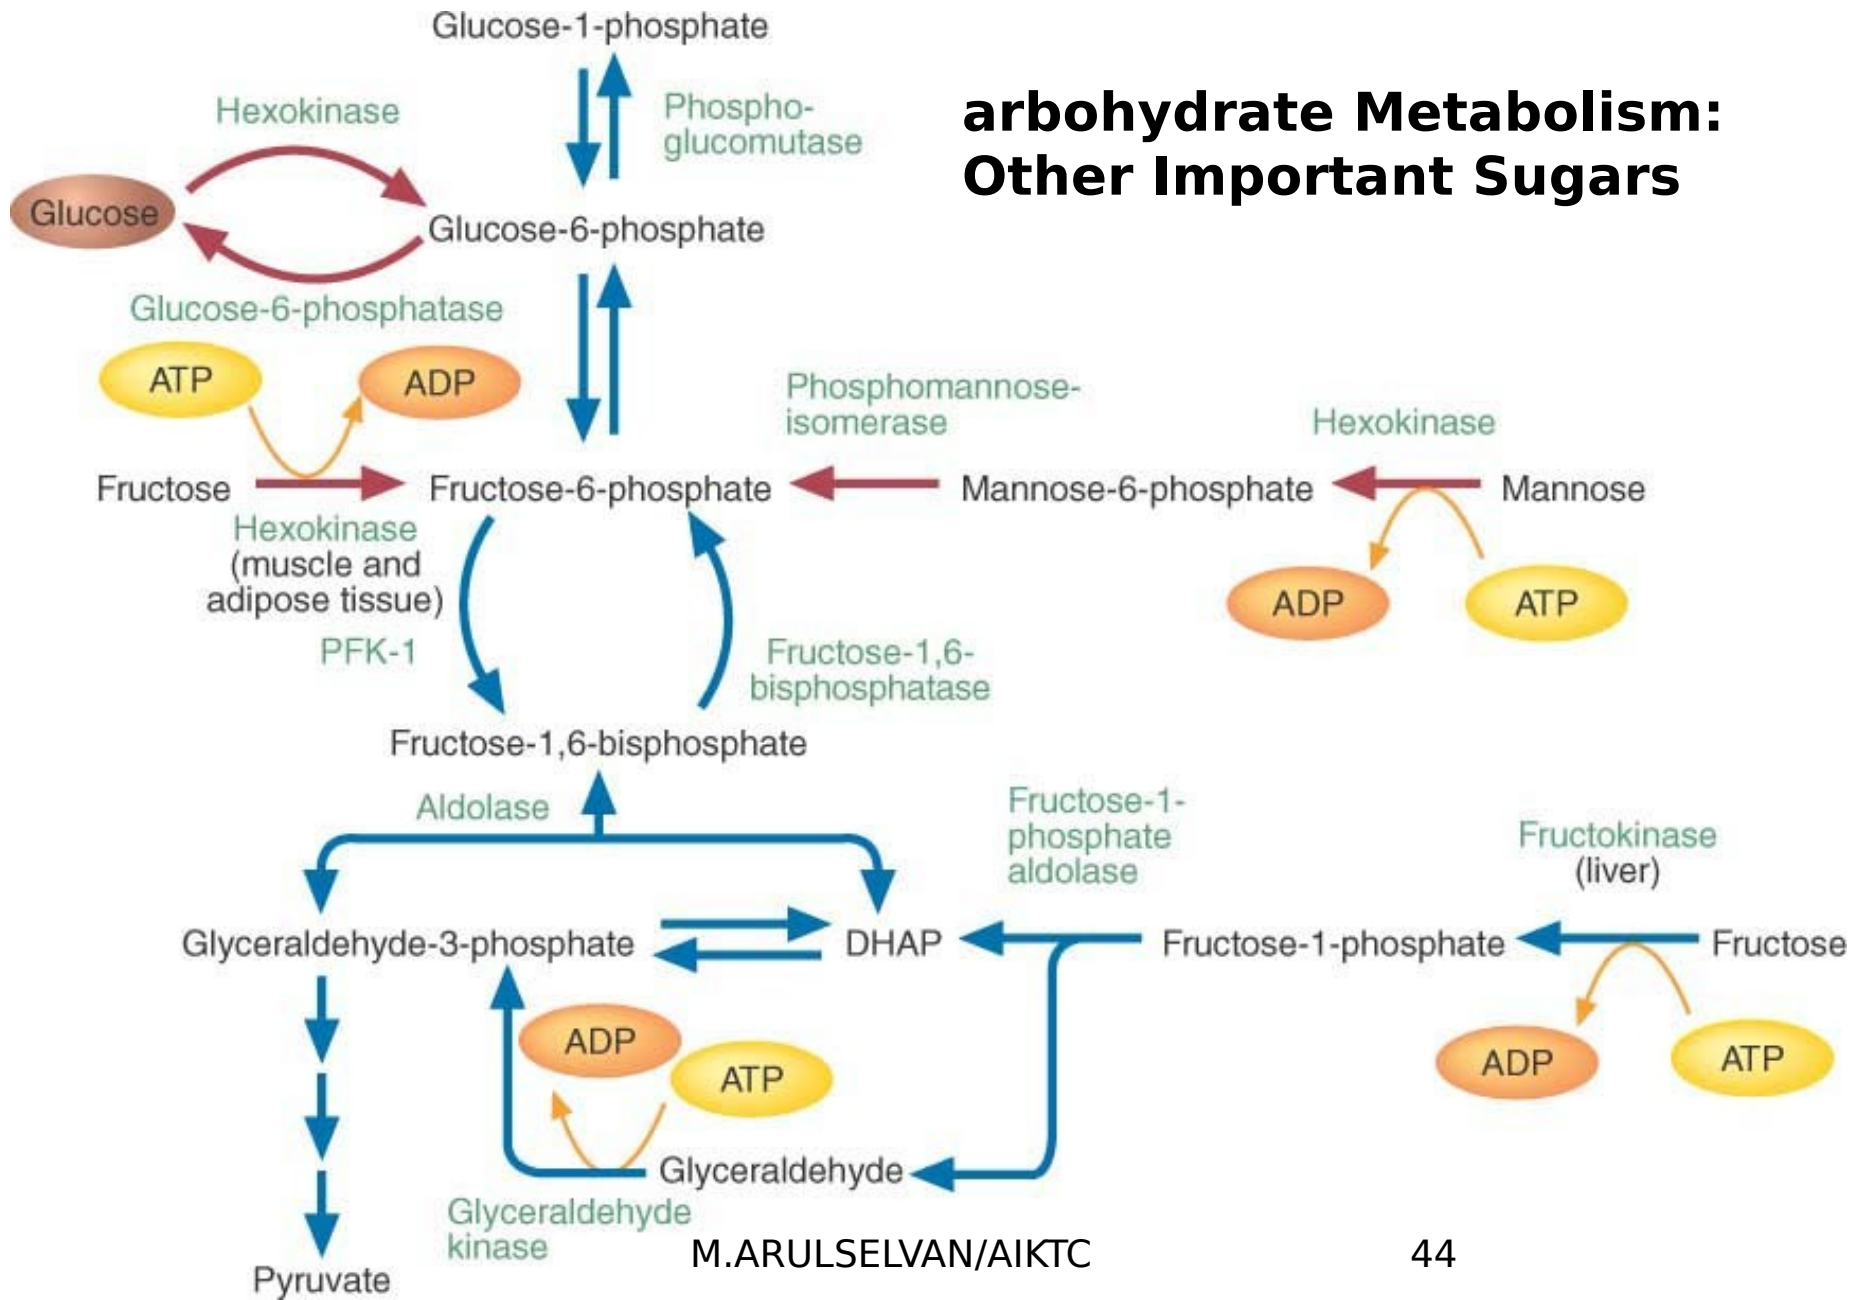 Glucose-1-phosphate
Hexokinase
Phospho-
glucomutase
arbohydrate Metabolism:
Other Important Sugars
Glucose
Glucose-6-phosphate
Glucose-6-phosphatase
ATP
ADP
Phosphomannose-
isomerase
Hexokinase
Fructose
Fructose-6-phosphate
Mannose-6-phosphate
Mannose
Hexokinase
(muscle and
adipose tissue)
ADP
ATP
PFK-1
Fructose-1,6-
bisphosphatase
Fructose-1,6-bisphosphate
Aldolase
Fructose-1-
phosphate
aldolase
Fructokinase
(liver)
Glyceraldehyde-3-phosphate
DHAP
Fructose-1-phosphate
Fructose
ADP
ATP
ADP
ATP
Glyceraldehyde
Glyceraldehyde
kinase
M.ARULSELVAN/AIKTC
44
Pyruvate